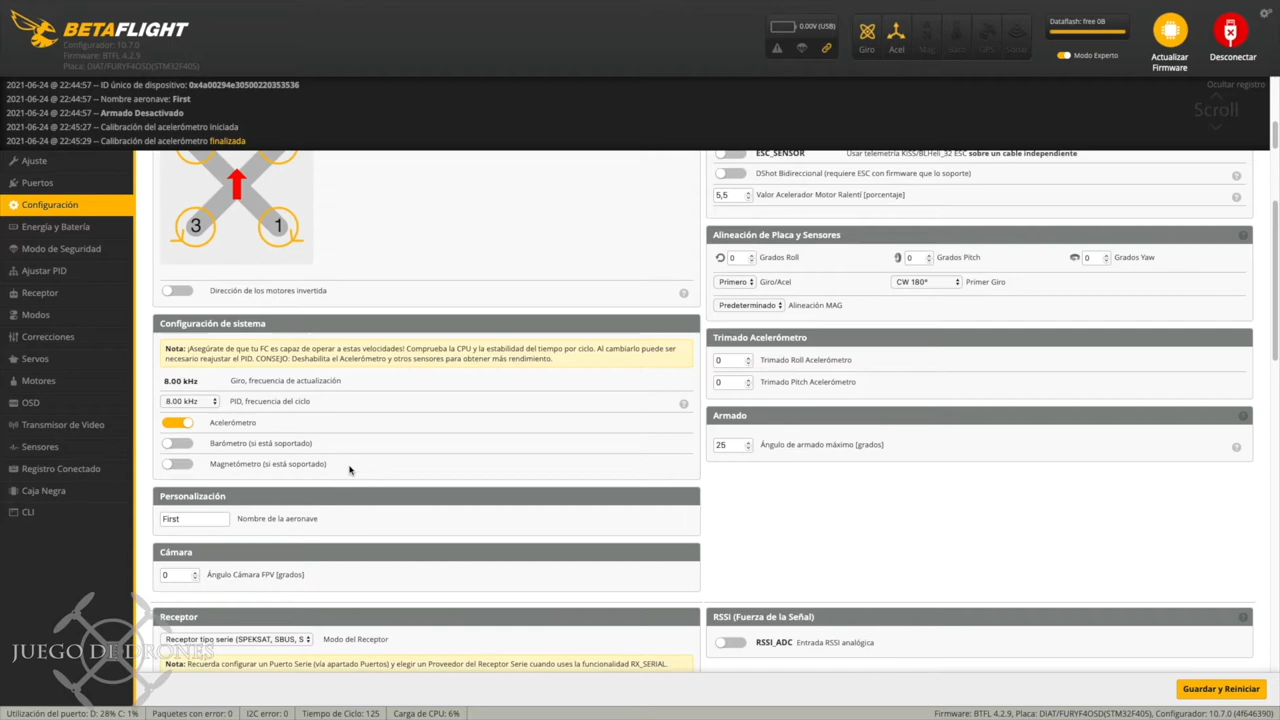 BETAFLIGHT
Configurador: 10.7.0
Firmware: BTFL 4.2.9
Placa: DIAT/FURYF4OSD(STM32F405)
0.00V (USB)
Giro
Acel
Mag
GPS
Sonar
Dataflash: free 0B
Modo Experto
Actualizar
Firmware
Desconectar
2021-06-24 @ 22:44:57 -- ID único de dispositivo: 0x4a00294e30500220353536
2021-06-24 @ 22:44:57 -- Nombre aeronave: First
2021-06-24 @ 22:44:57 -- Armado Desactivado
2021-06-24 @ 22:45:27 -- Calibración del acelerómetro iniciada
2021-06-24 @ 22:45:29 -- Calibración del acelerómetro finalizada
Ocultar registro
Scroll
Ajuste
Puertos
Configuración
Energía y Batería
Modo de Seguridad
Ajustar PID
Receptor
Modos
Correcciones
Servos
Motores
OSD
Transmisor de Video
Sensores
Registro Conectado
Caja Negra
CLI
3
1
Dirección de los motores invertida
Configuración de sistema
Nota: ¡Asegúrate de que tu FC es capaz de operar a estas velocidades! Comprueba la CPU y la estabilidad del tiempo por ciclo. Al cambiarlo puede ser
necesario reajustar el PID. CONSEJO: Deshabilita el Acelerómetro y otros sensores para obtener más rendimiento.
8.00 kHz Giro, frecuencia de actualización
8.00 kHz PID, frecuencia del ciclo
Acelerómetro
Barómetro (si está soportado)
Magnetómetro (si está soportado)
Personalización
First Nombre de la aeronave
Cámara
0 Ángulo Cámara FPV [grados]
Receptor
Receptor tipo serie (SPEKSAT, SBUS, S Modo del Receptor
Nota: Recuerda configurar un Puerto Serie (vía apartado Puertos) y elegir un Proveedor del Receptor Serie cuando uses la funcionalidad RX_SERIAL.
ESC_SENSOR Usar telemetría KISS/BLHeli_32 ESC sobre un cable independiente
DShot Bidireccional (requiere ESC con firmware que lo soporte)
5,5 Valor Acelerador Motor Ralentí [porcentaje]
Alineación de Placa y Sensores
0 Grados Roll 0 Grados Pitch 0 Grados Yaw
Primero Giro/Acel CW 180° Primer Giro
Predeterminado Alineación MAG
Trimado Acelerómetro
0 Trimado Roll Acelerómetro
0 Trimado Pitch Acelerómetro
Armado
25 Ángulo de armado máximo [grados]
RSSI (Fuerza de la Señal)
RSSI_ADC Entrada RSSI analógica
JUEGO DE DRONES
Guardar y Reiniciar
Utilización del puerto: D: 28% C: 1% Paquetes con error: 0 I2C error: 0 Tiempo de Ciclo: 125 Carga de CPU: 6% Firmware: BTFL 4.2.9, Placa: DIAT/FURYF4OSD(STM32F405), Configurador: 10.7.0 (4f646390)